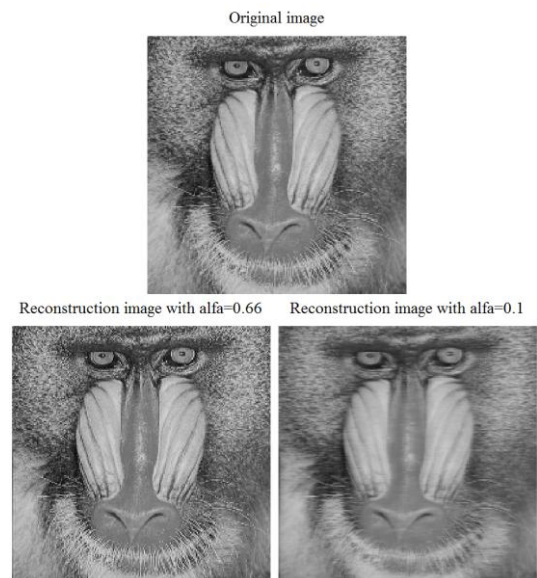 Original image
Reconstruction image with alfa=0.66
Reconstruction image with alfa=0.1